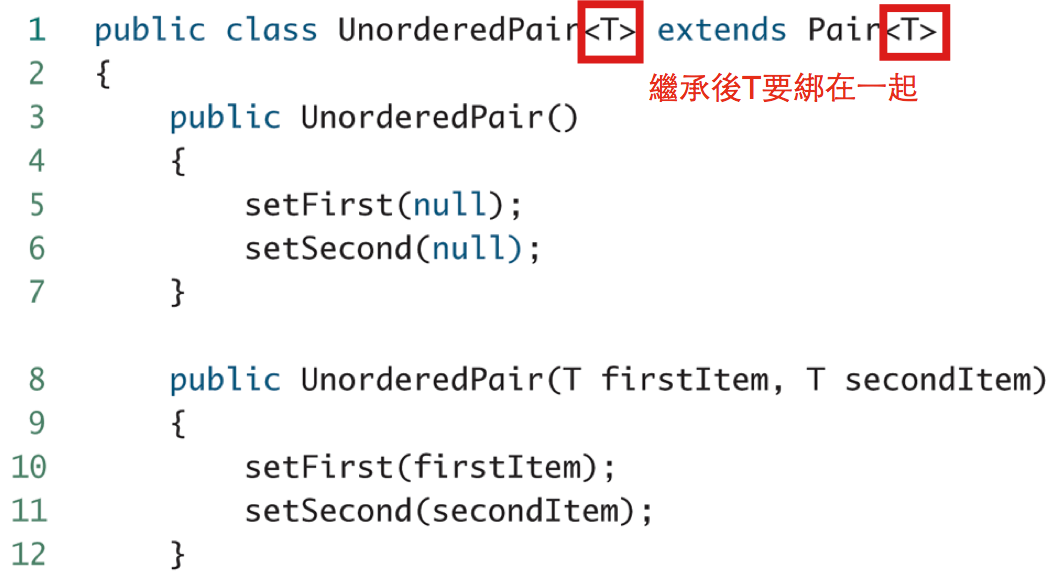 1 public class UnorderedPair<T> extends Pair<T>
2 {
繼承後T要綁在一起
3 public UnorderedPair()
4 {
5 setFirst(null);
6 setSecond(null);
7 }
8 public UnorderedPair(T firstItem, T secondItem)
9 {
10 setFirst(firstItem);
11 setSecond(secondItem);
12 }